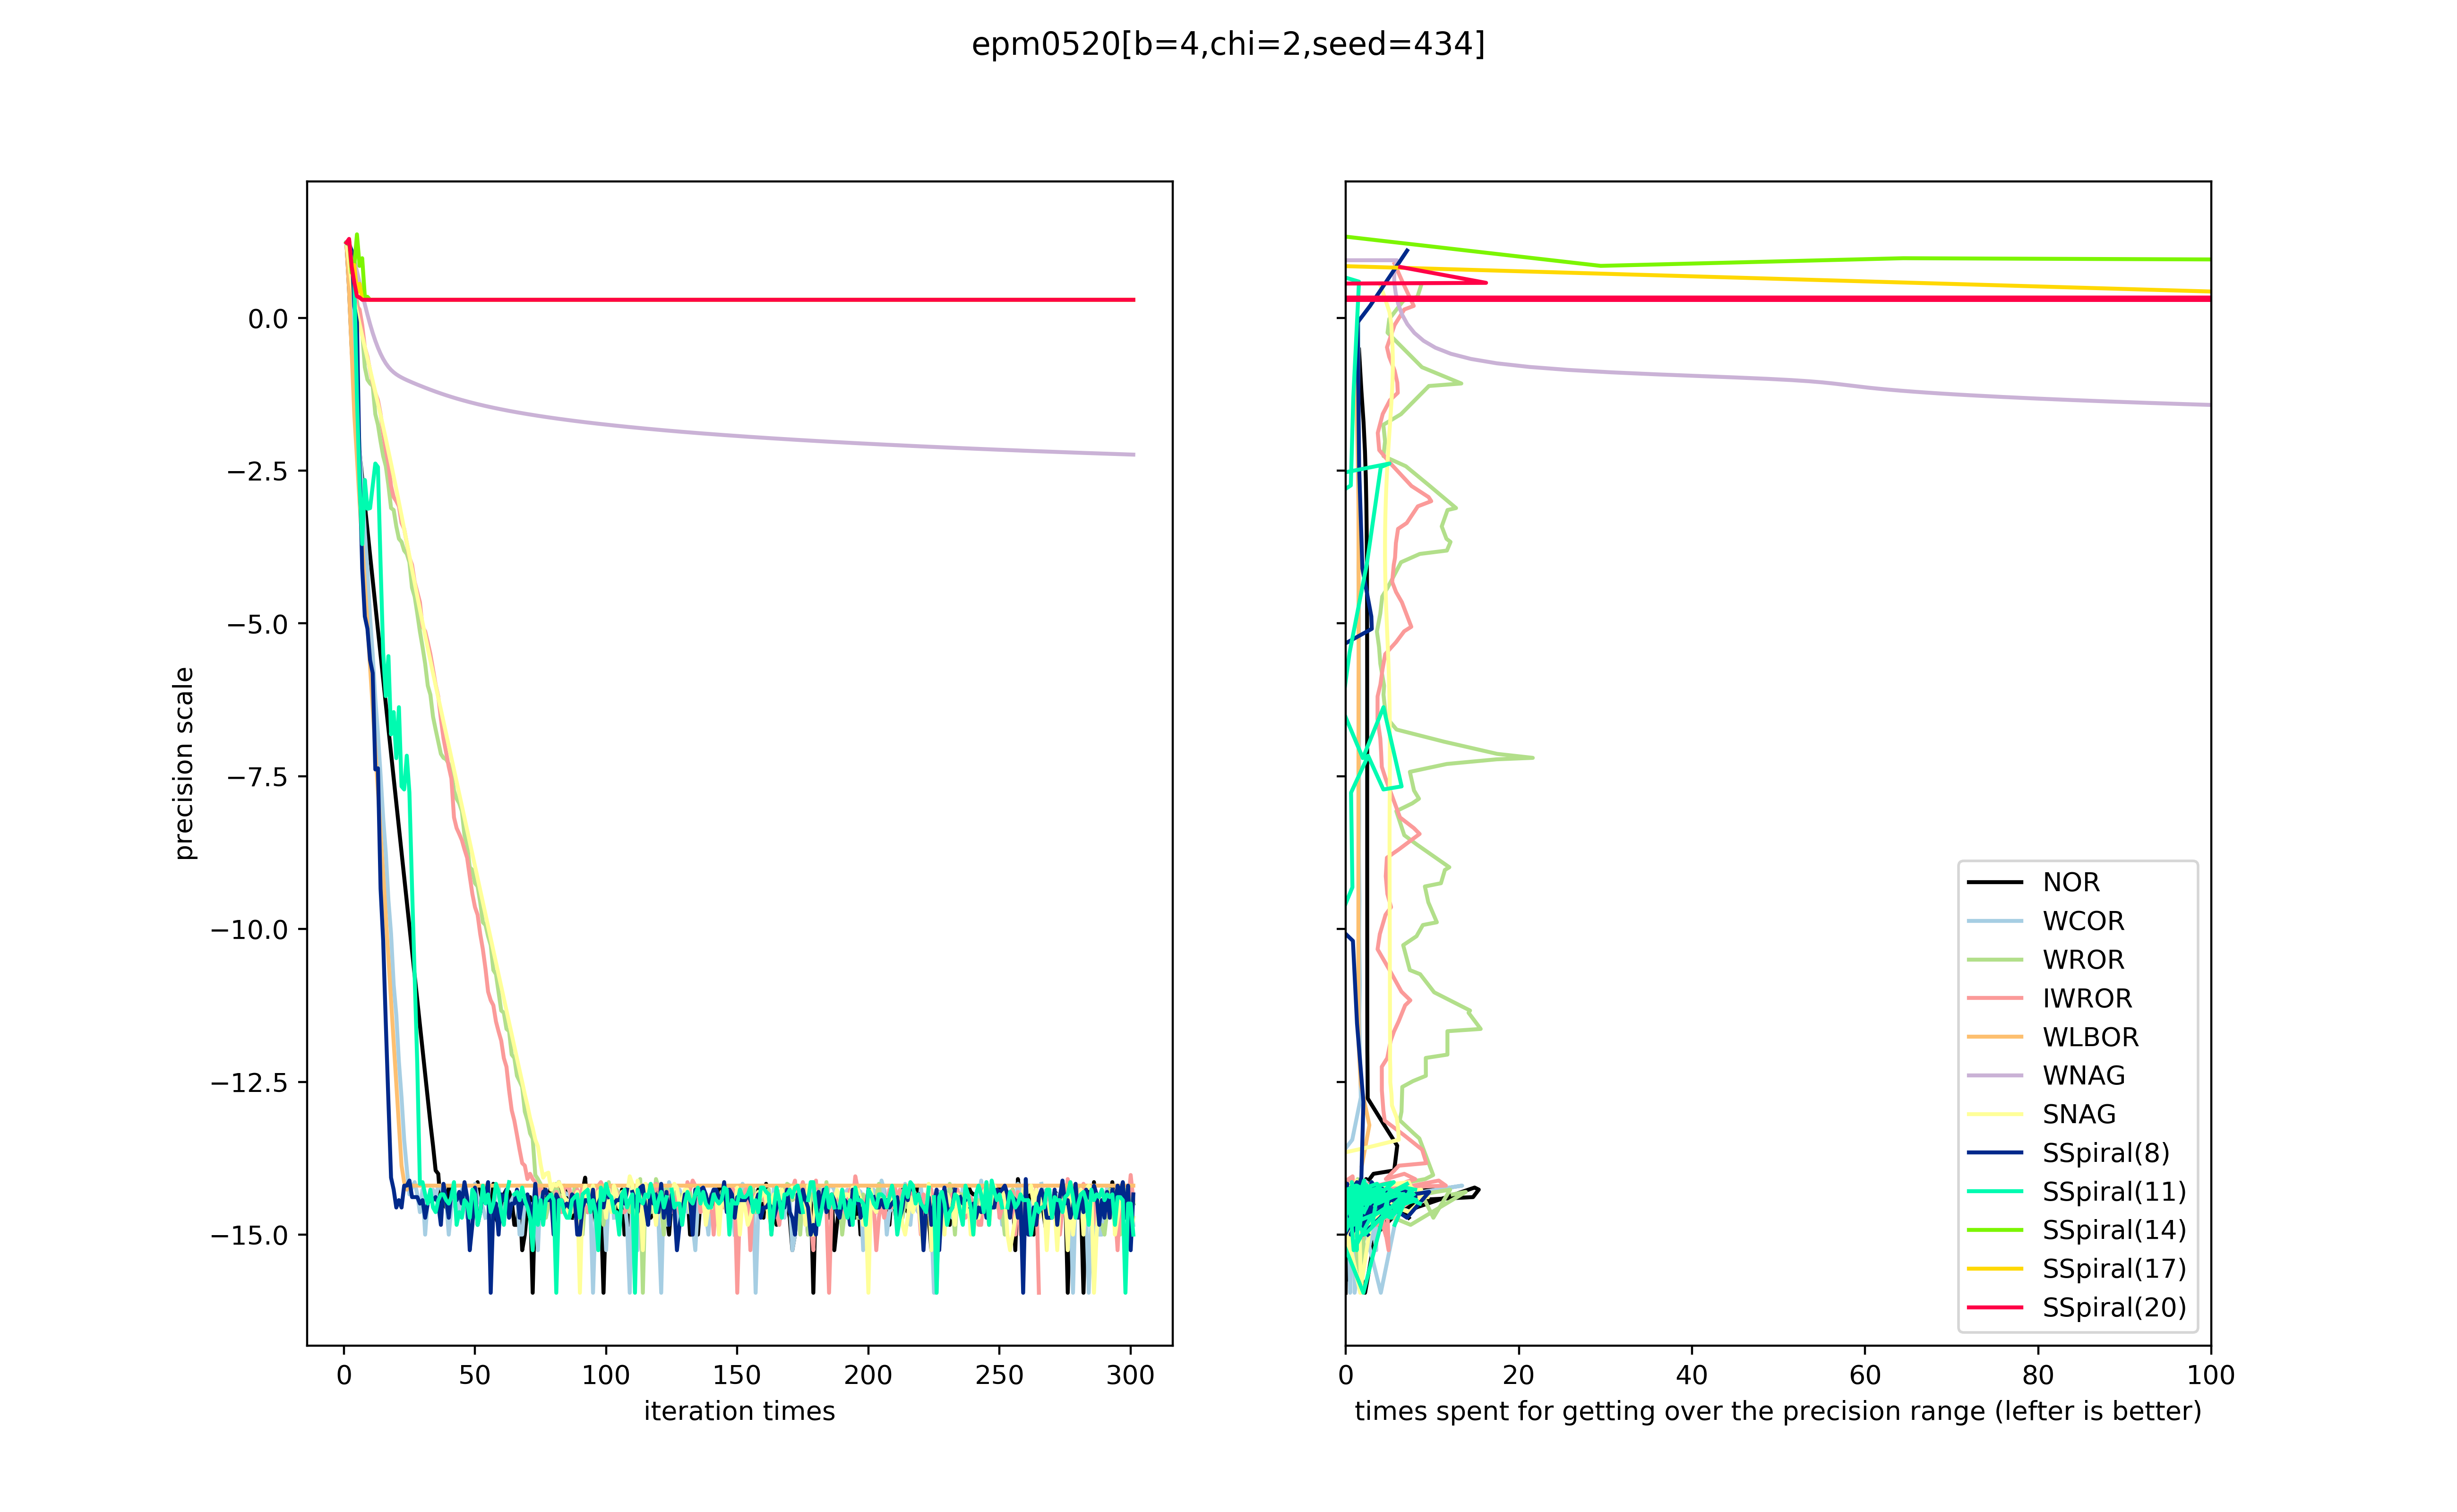 epm0520[b=4,chi=2,seed=434]
precision scale
0.0
−2.5
−5.0
−7.5
−10.0
−12.5
−15.0
0 50 100 150 200 250 300
iteration times
0 20 40 60 80 100
times spent for getting over the precision range (lefter is better)
NOR
WCOR
WROR
IWROR
WLBOR
WNAG
SNAG
SSpiral(8)
SSpiral(11)
SSpiral(14)
SSpiral(17)
SSpiral(20)